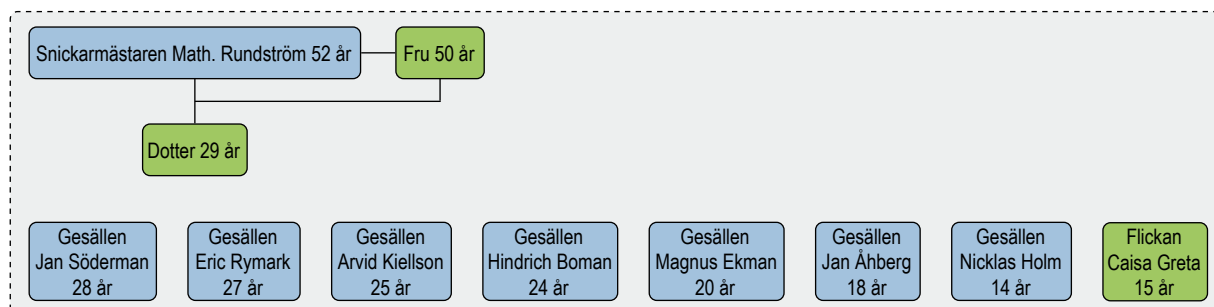 Snickarmästaren Math. Rundström 52 år
Fru 50 år
Dotter 29 år
Gesällen
Jan Söderman
28 år
Gesällen
Eric Rymark
27 år
Gesällen
Arvid Kiellson
25 år
Gesällen
Hindrich Boman
24 år
Gesällen
Magnus Ekman
20 år
Gesällen
Jan Åhberg
18 år
Gesällen
Nicklas Holm
14 år
Flickan
Caisa Greta
15 år